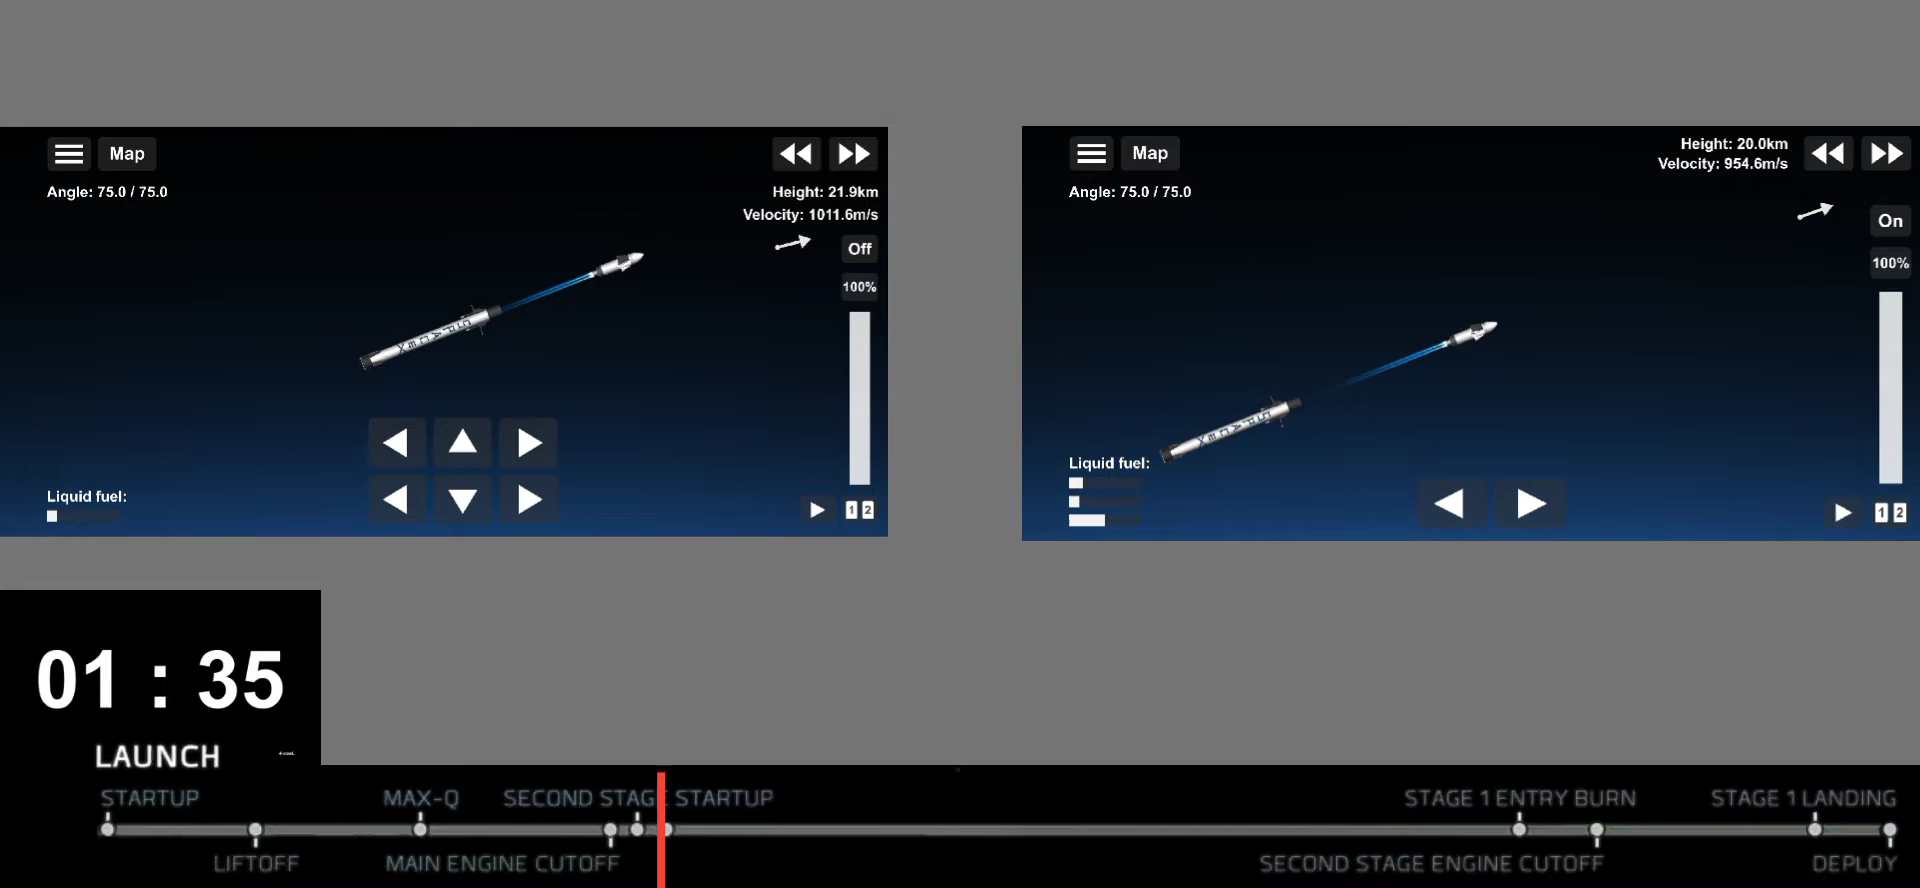 Map
Angle: 75.0 / 75.0
Height: 21.9km
Velocity: 1011.6m/s
Off
100%
SPACE X
Liquid fuel:
1 2
Map
Angle: 75.0 / 75.0
Height: 20.0km
Velocity: 954.6m/s
On
100%
SPACE X
Liquid fuel:
1 2
01 : 35
LAUNCH
STARTUP
MAX-Q
SECOND STAGE STARTUP
STAGE 1 ENTRY BURN
STAGE 1 LANDING
LIFTOFF
MAIN ENGINE CUTOFF
SECOND STAGE ENGINE CUTOFF
DEPLOY